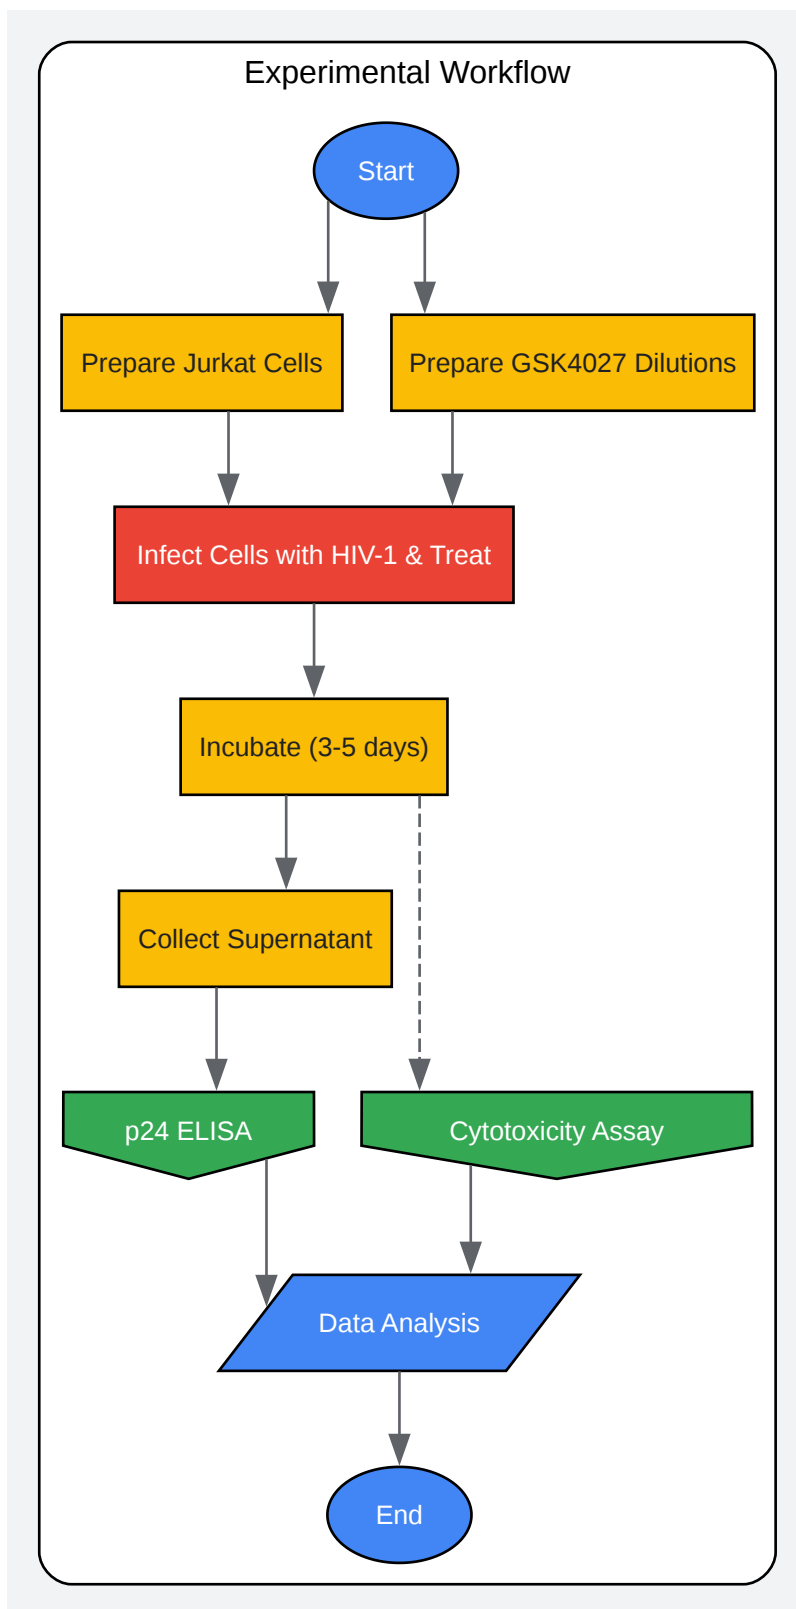 Experimental Workflow
Start
Prepare Jurkat Cells
Prepare GSK4027 Dilutions
Infect Cells with HIV-1 & Treat
Incubate (3-5 days)
Collect Supernatant
p24 ELISA
Cytotoxicity Assay
Data Analysis
End